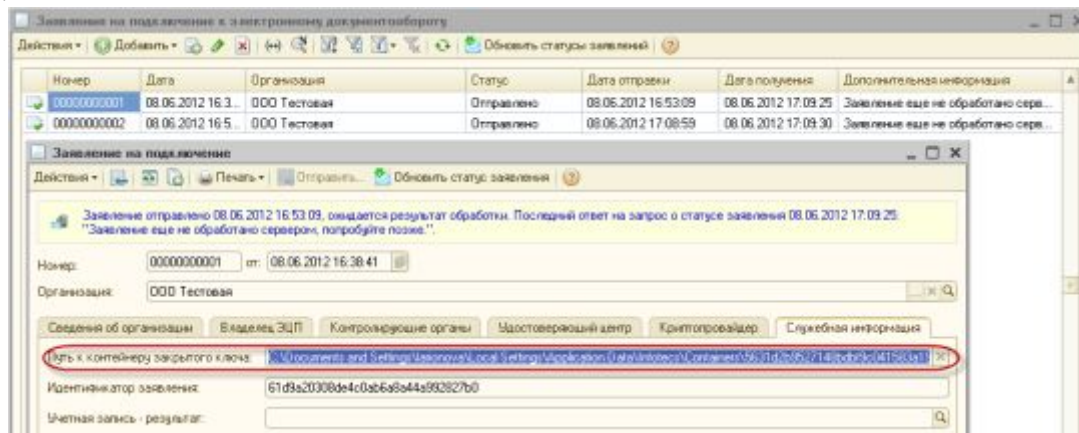 Заявление на подключение к электронному документообороту
Действия Добавить Обновить статусы заявлений
Номер Дата Организация Статус Дата отправки Дата получения Дополнительная информация
00000000001 08.06.2012 16:3... ООО Тестовая Отправлено 08.06.2012 16:53:09 08.06.2012 17:09:25 Заявление еще не обработано серв...
00000000002 08.06.2012 16:5... ООО Тестовая Отправлено 08.06.2012 17:08:59 08.06.2012 17:09:30 Заявление еще не обработано серв...
Заявление на подключение
Действия Печать Отправить... Обновить статус заявления
Заявление отправлено 08.06.2012 16:53:09, ожидается результат обработки. Последний ответ на запрос о статусе заявления 08.06.2012 17:09:25:
"Заявление еще не обработано сервером, попробуйте позже.".
Номер: 00000000001 от: 08.06.2012 16:38:41
Организация: ООО Тестовая
Сведения об организации Владелец ЭЦП Контролирующие органы Удостоверяющий центр Криптопровайдер Служебная информация
Путь к контейнеру закрытого ключа: C:\Documents and Settings\ \Local Settings\Application Data\Infotecs\Containers\
Идентификатор заявления: 61d9a20308de4c0ab6a8a44a992827b0
Учетная запись - результат: